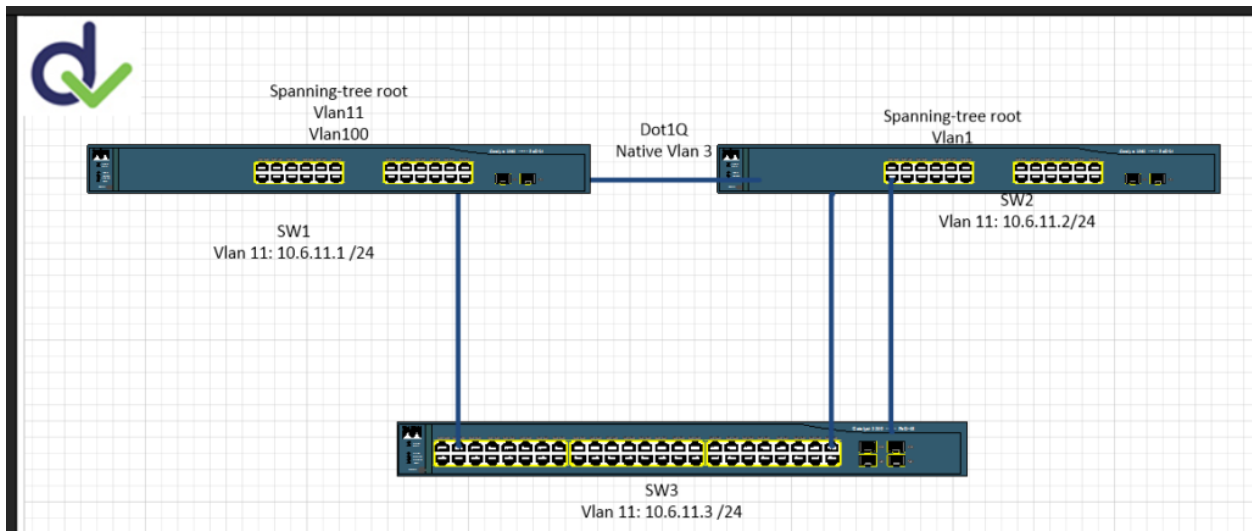 Spanning-tree root
Vlan11
Vlan100
Dot1Q
Native Vlan 3
Spanning-tree root
Vlan1
SW1
Vlan 11: 10.6.11.1 /24
SW2
Vlan 11: 10.6.11.2/24
SW3
Vlan 11: 10.6.11.3 /24